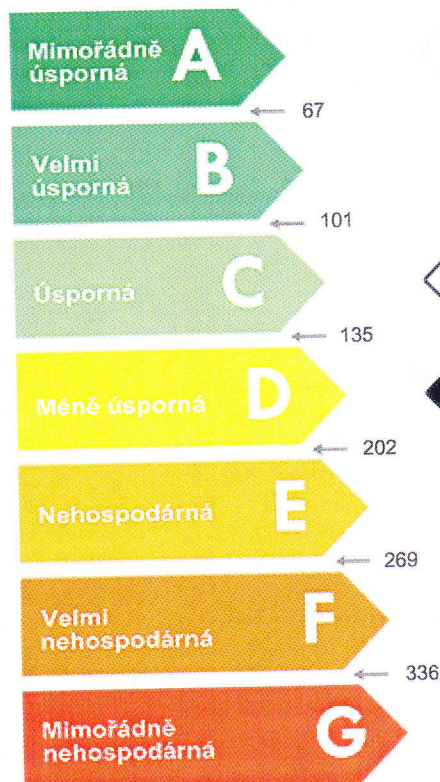 Mimořádně
úsporná A
67
Velmi
úsporná B
101
Úsporná C
135
Méně úsporná D
202
Nehospodárná E
269
Velmi
nehospodárná F
336
Mimořádně
nehospodárná G